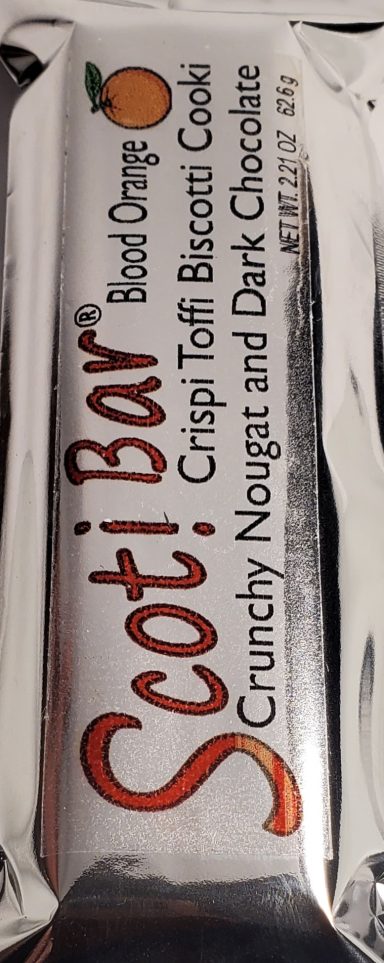 Scoti Bar® Blood Orange
Crispi Toffi Biscotti Cooki
Crunchy Nougat and Dark Chocolate
NET WT. 2.21 OZ 62.6 g